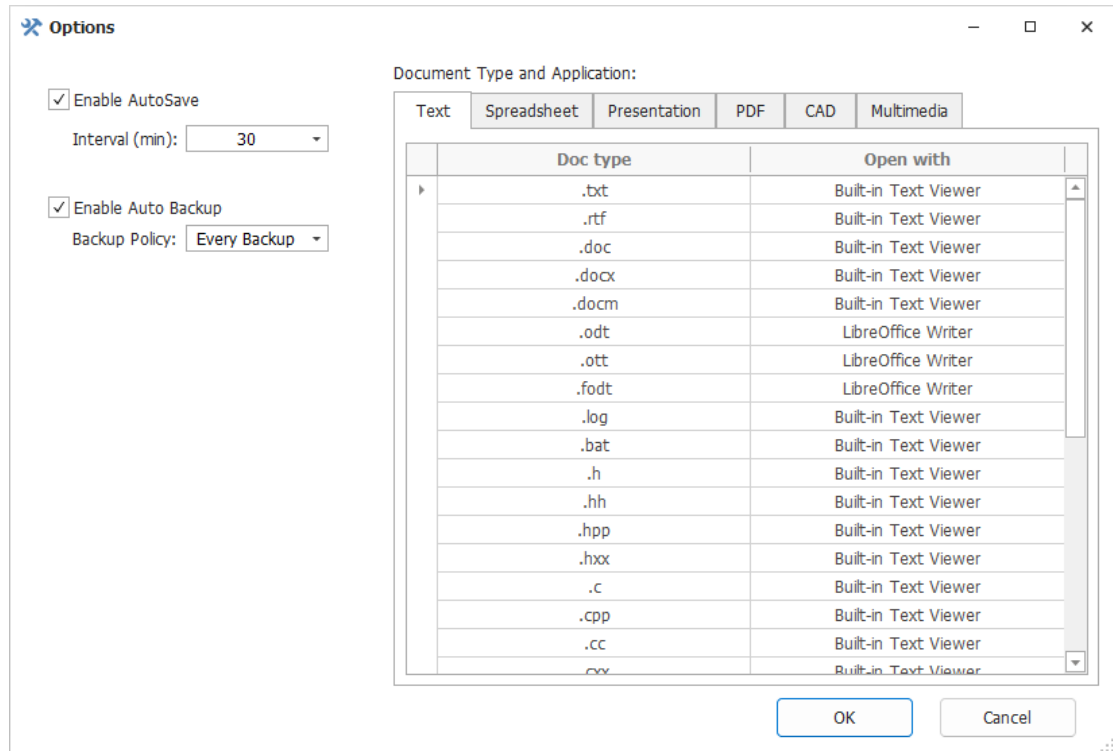 Options
Enable AutoSave
Interval (min): 30
Enable Auto Backup
Backup Policy: Every Backup
Document Type and Application:
Text Spreadsheet Presentation PDF CAD Multimedia
Doc type Open with
.txt Built-in Text Viewer
.rtf Built-in Text Viewer
.doc Built-in Text Viewer
.docx Built-in Text Viewer
.docm Built-in Text Viewer
.odt LibreOffice Writer
.ott LibreOffice Writer
.fodt LibreOffice Writer
.log Built-in Text Viewer
.bat Built-in Text Viewer
.h Built-in Text Viewer
.hh Built-in Text Viewer
.hpp Built-in Text Viewer
.hxx Built-in Text Viewer
.c Built-in Text Viewer
.cpp Built-in Text Viewer
.cc Built-in Text Viewer
.cxx Built-in Text Viewer
OK Cancel